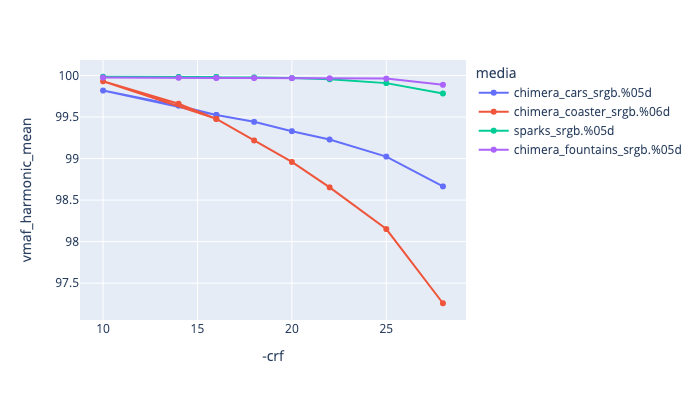 media
chimera_cars_srgb.%05d
chimera_coaster_srgb.%06d
sparks_srgb.%05d
chimera_fountains_srgb.%05d
vmaf_harmonic_mean
100
99.5
99
98.5
98
97.5
10
15
20
25
-crf